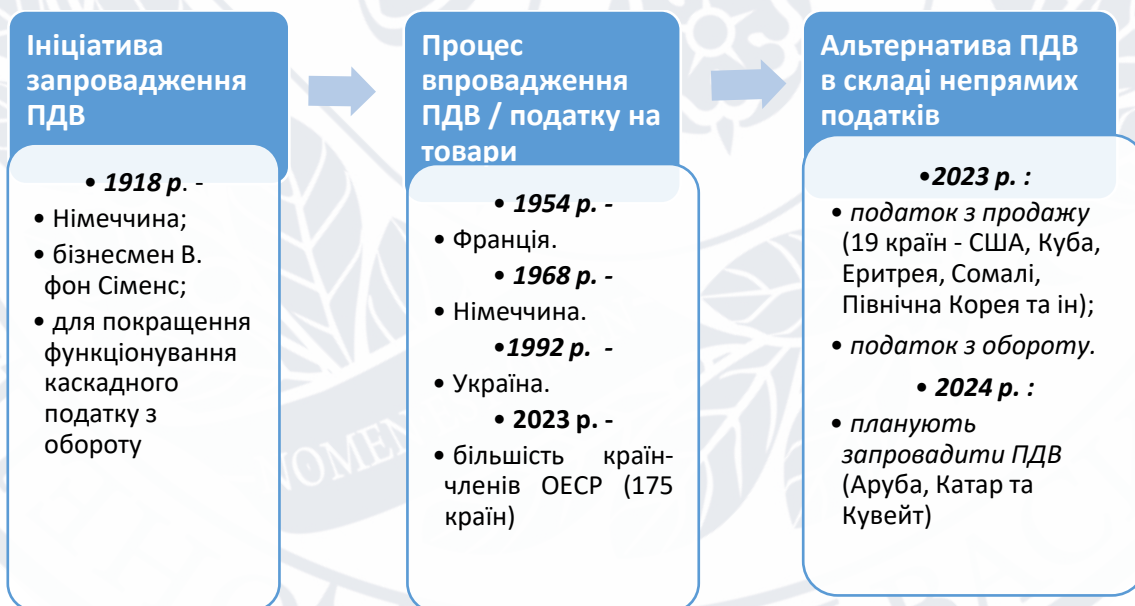 Ініціатива
запровадження
ПДВ
• 1918 р. -
• Німеччина;
• бізнесмен В.
фон Сіменс;
• для покращення
функціонування
каскадного
податку з
обороту
Процес
впровадження
ПДВ / податку на
товари
• 1954 р. -
• Франція.
• 1968 р. -
• Німеччина.
•1992 р. -
• Україна.
• 2023 р. -
• більшість країн-
членів ОЕСР (175
країн)
Альтернатива ПДВ
в складі непрямих
податків
•2023 р. :
• податок з продажу
(19 країн - США, Куба,
Еритрея, Сомалі,
Північна Корея та ін);
• податок з обороту.
• 2024 р. :
• планують
запровадити ПДВ
(Аруба, Катар та
Кувейт)